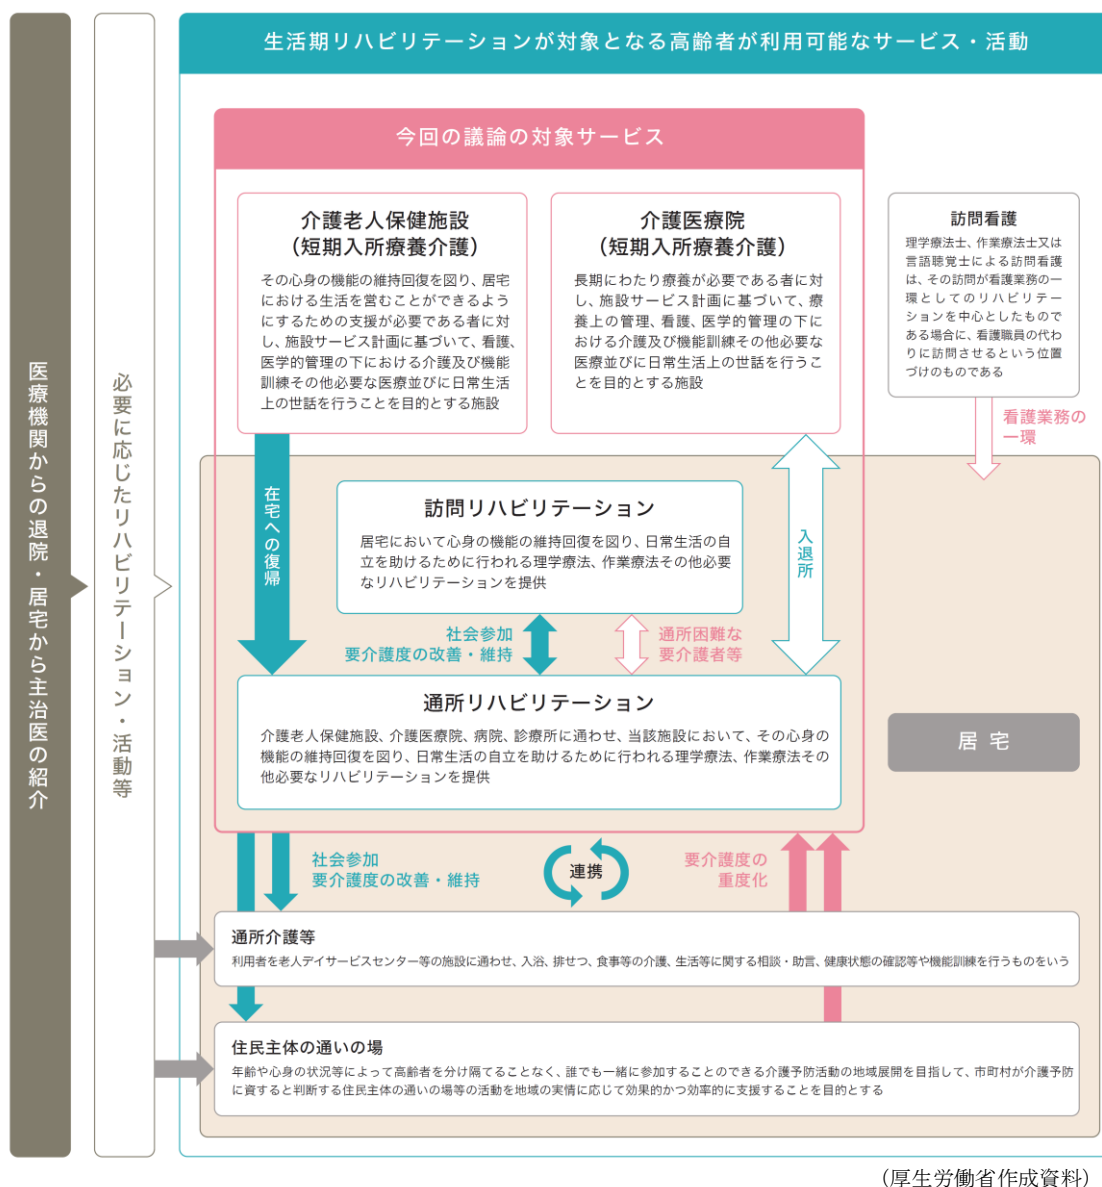 医療機関からの退院・居宅から主治医の紹介
必要に応じたリハビリテーション・活動等
生活期リハビリテーションが対象となる高齢者が利用可能なサービス・活動
今回の議論の対象サービス
介護老人保健施設
（短期入所療養介護）
その心身の機能の維持回復を図り、居宅
における生活を営むことができるよう
にするための支援が必要である者に対
し、施設サービス計画に基づいて、看護、
医学的管理の下における介護及び機能
訓練その他必要な医療並びに日常生活
上の世話を行うことを目的とする施設
介護医療院
（短期入所療養介護）
長期にわたり療養が必要である者に対
し、施設サービス計画に基づいて、療
養上の管理、看護、医学的管理の下に
おける介護及び機能訓練その他必要な
医療並びに日常生活上の世話を行うこ
とを目的とする施設
訪問看護
理学療法士、作業療法士又は
言語聴覚士による訪問看護
は、その訪問が看護業務の一
環としてのリハビリテー
ションを中心としたもので
ある場合に、看護職員の代わ
りに訪問させるという位置
づけのものである
看護業務の
一環
在宅への復帰
訪問リハビリテーション
居宅において心身の機能の維持回復を図り、日常生活の自
立を助けるために行われる理学療法、作業療法その他必要
なリハビリテーションを提供
入退所
社会参加
要介護度の改善・維持
通所困難な
要介護者等
通所リハビリテーション
介護老人保健施設、介護医療院、病院、診療所に通わせ、当該施設において、その心身の
機能の維持回復を図り、日常生活の自立を助けるために行われる理学療法、作業療法その
他必要なリハビリテーションを提供
居宅
社会参加
要介護度の改善・維持
連携
要介護度の
重度化
通所介護等
利用者を老人デイサービスセンター等の施設に通わせ、入浴、排せつ、食事等の介護、生活等に関する相談・助言、健康状態の確認等や機能訓練を行うものをいう
住民主体の通いの場
年齢や心身の状況等によって高齢者を分け隔てることなく、誰でも一緒に参加することのできる介護予防活動の地域展開を目指して、市町村が介護予防
に資すると判断する住民主体の通いの場等の活動を地域の実情に応じて効果的かつ効率的に支援することを目的とする
（厚生労働省作成資料）